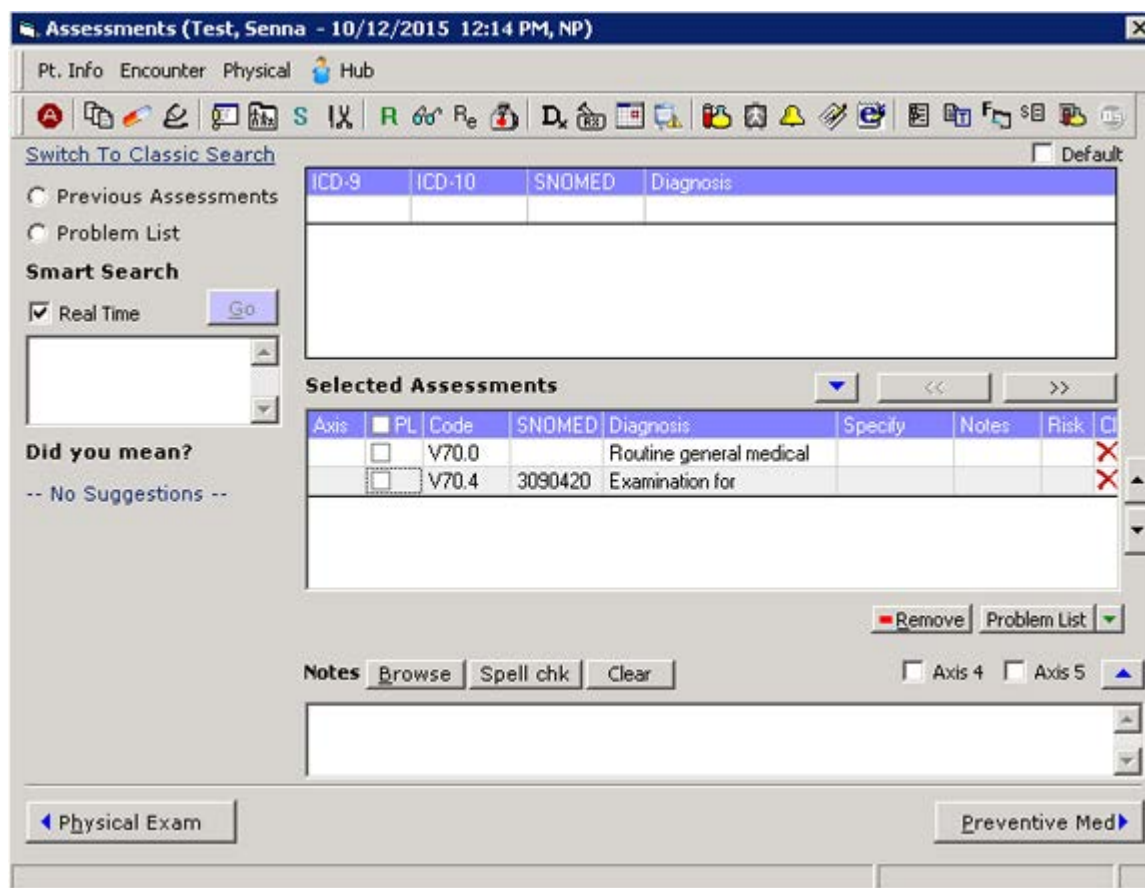 Assessments (Test, Senna - 10/12/2015 12:14 PM, NP)
Pt. Info Encounter Physical Hub
A S R Re Dx Rx e T F S
Switch To Classic Search
Default
Previous Assessments
Problem List
Smart Search
Real Time Go
Did you mean?
-- No Suggestions --
ICD-9 ICD-10 SNOMED Diagnosis
Selected Assessments << >>
Axis PL Code SNOMED Diagnosis Specify Notes Risk Cl
V70.0 Routine general medical
V70.4 3090420 Examination for
Remove Problem List
Notes Browse Spell chk Clear Axis 4 Axis 5
Physical Exam Preventive Med